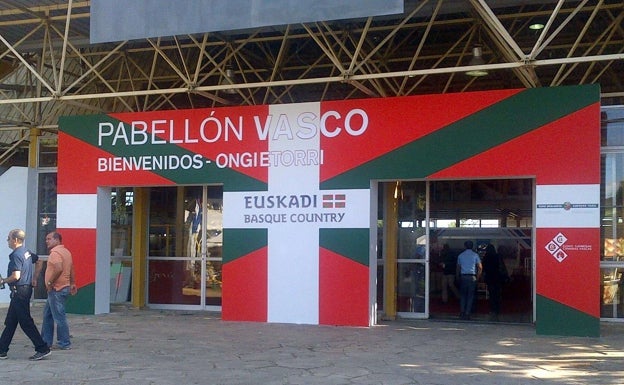 PABELLÓN VASCO
BIENVENIDOS - ONGIETORRI
EUSKADI
BASQUE COUNTRY